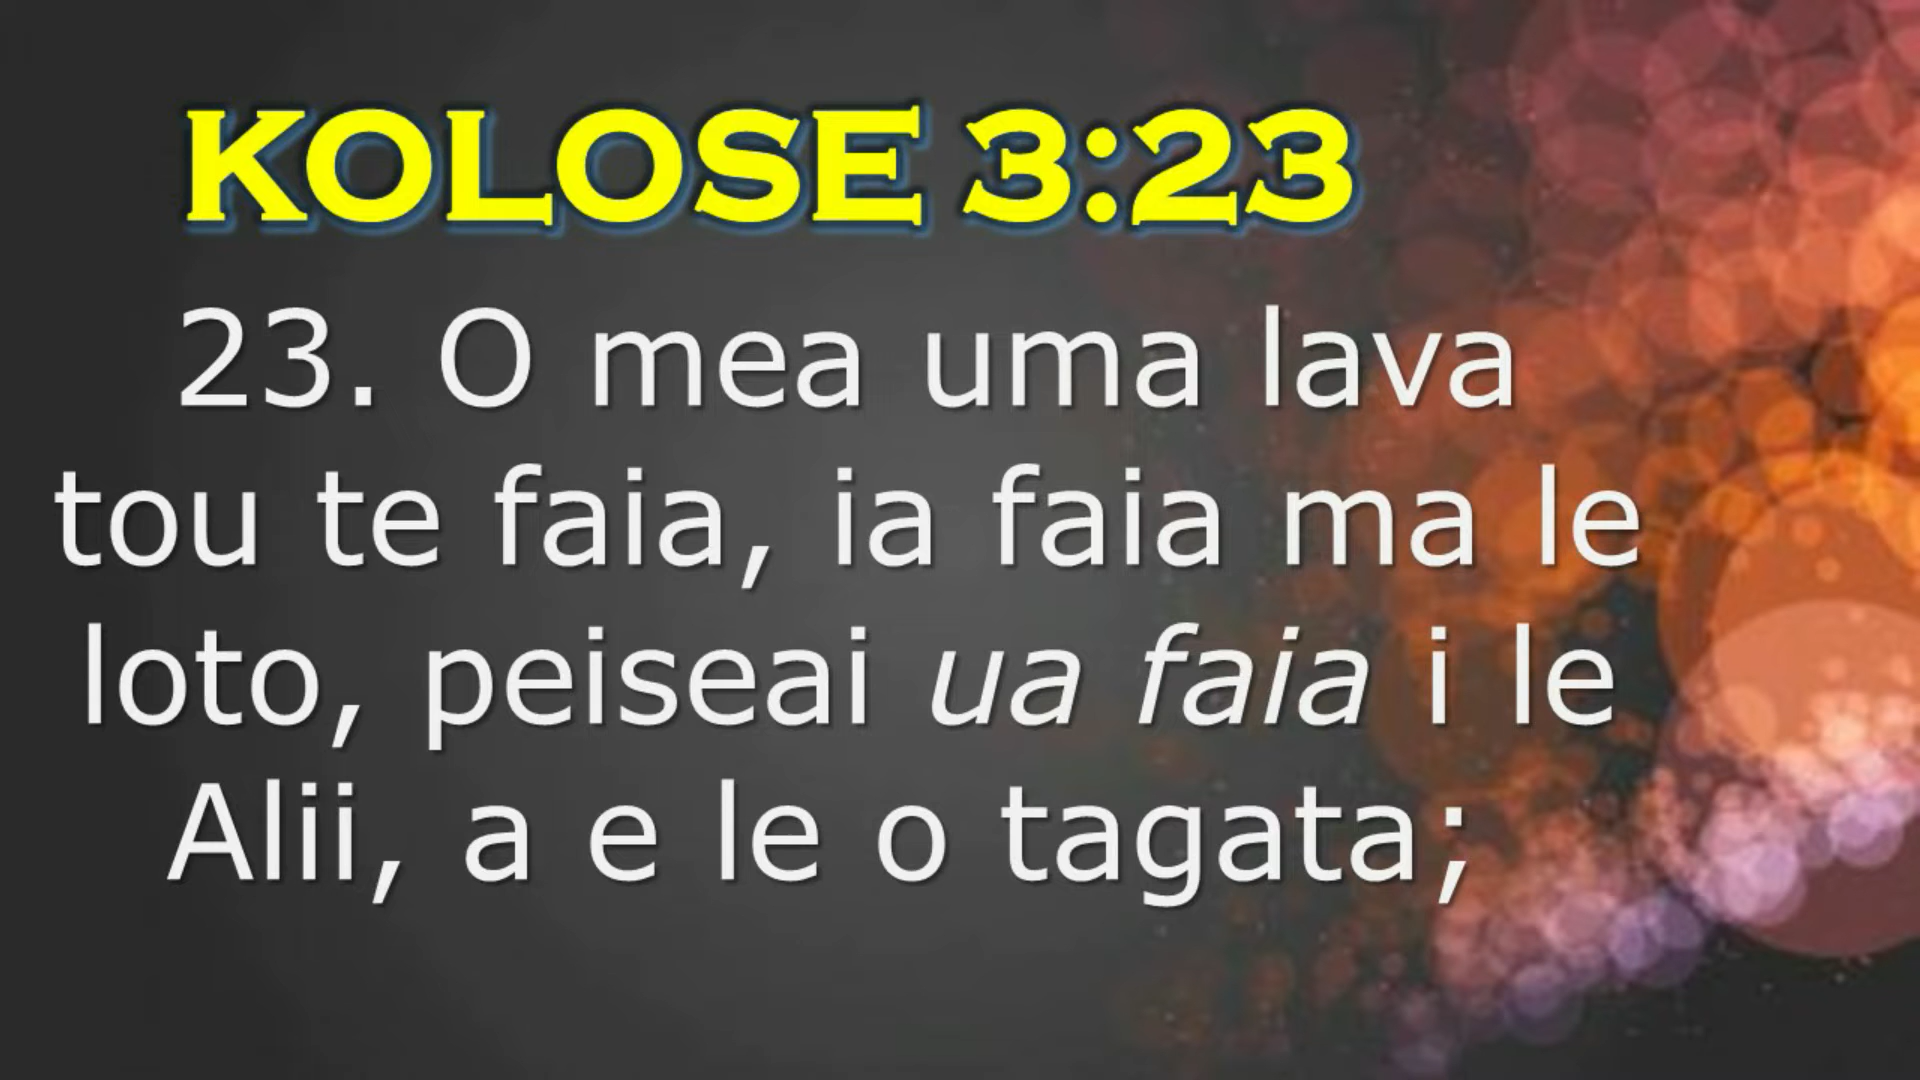 KOLOSE 3:23
23. O mea uma lava
tou te faia, ia faia ma le
loto, peiseai ua faia i le
Alii, a e le o tagata;